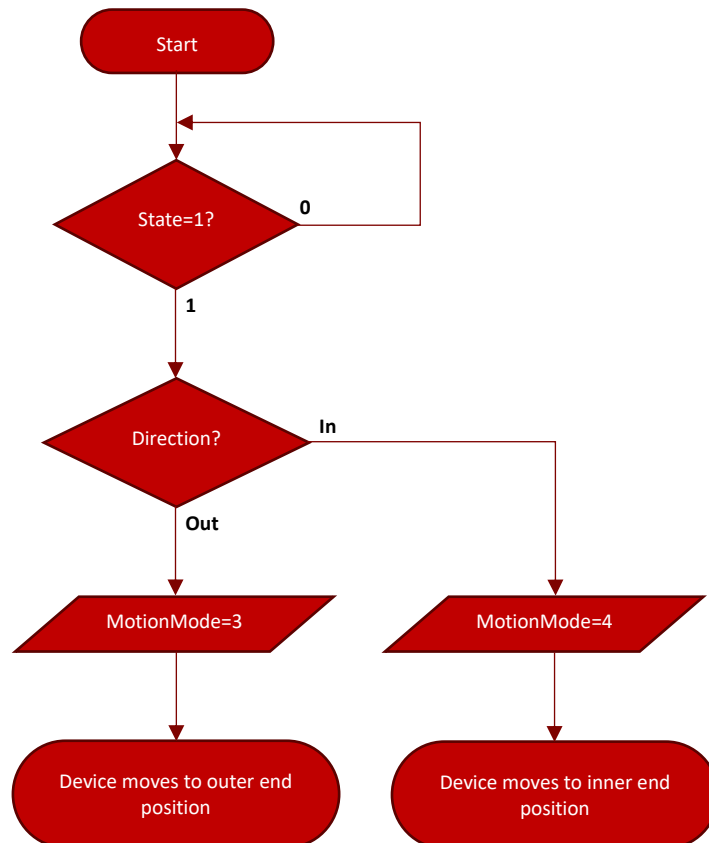 Start
State=1?
0
1
Direction?
In
Out
MotionMode=3
MotionMode=4
Device moves to outer end
position
Device moves to inner end
position